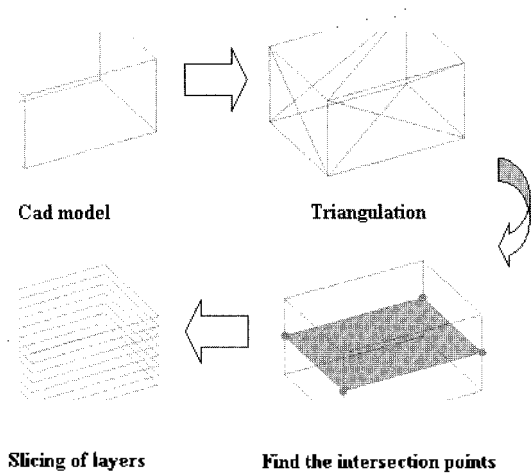 Cad model
Triangulation
Slicing of layers
Find the intersection points